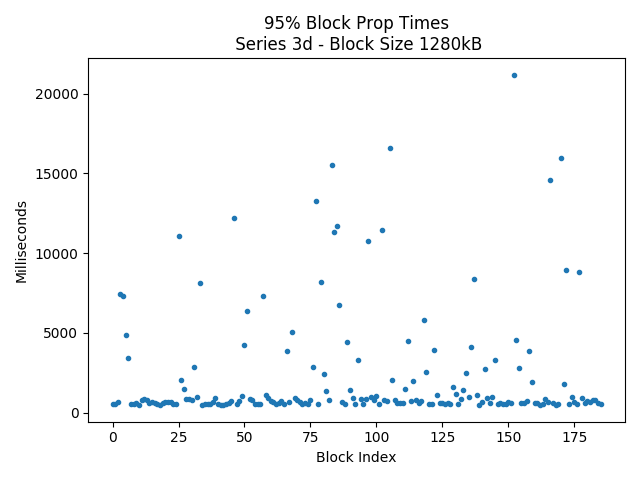 95% Block Prop Times
Series 3d - Block Size 1280kB
20000
15000
10000
5000
0
Milliseconds
0 25 50 75 100 125 150 175
Block Index